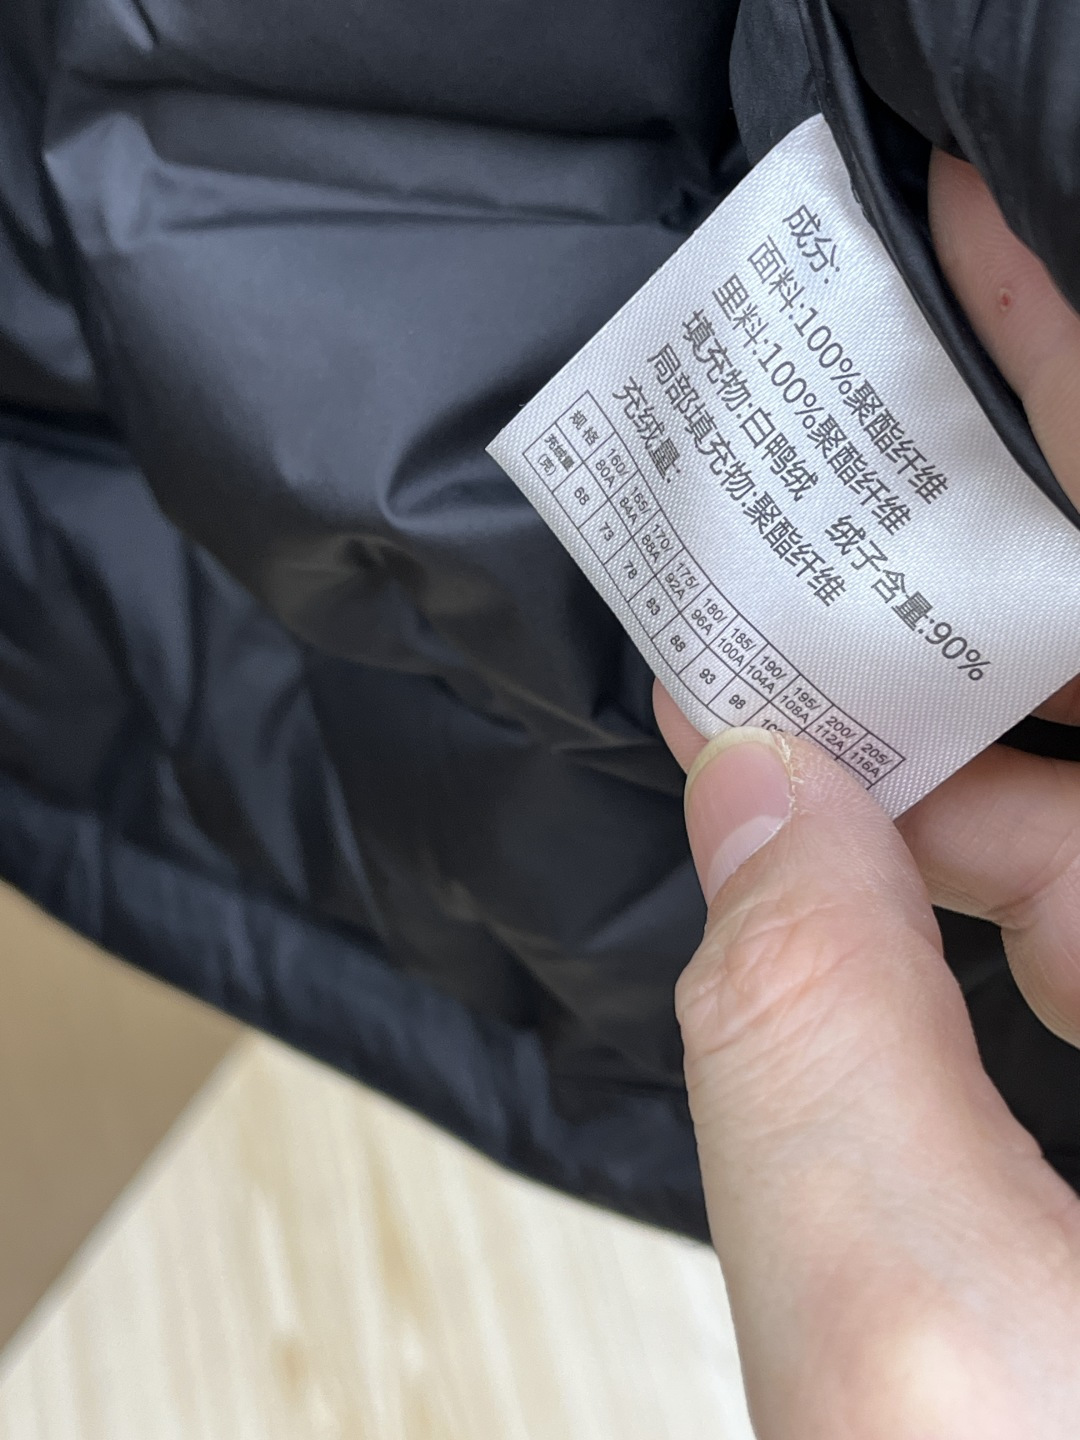 成分:
面料:100%聚酯纤维
里料:100%聚酯纤维
填充物:白鸭绒 绒子含量:90%
局部填充物:聚酯纤维
充绒量:
规格 160/80A 165/84A 170/88A 175/92A 180/96A 185/100A 190/104A 195/108A 200/112A 205/116A
充绒量(克) 68 73 78 83 88 93 98